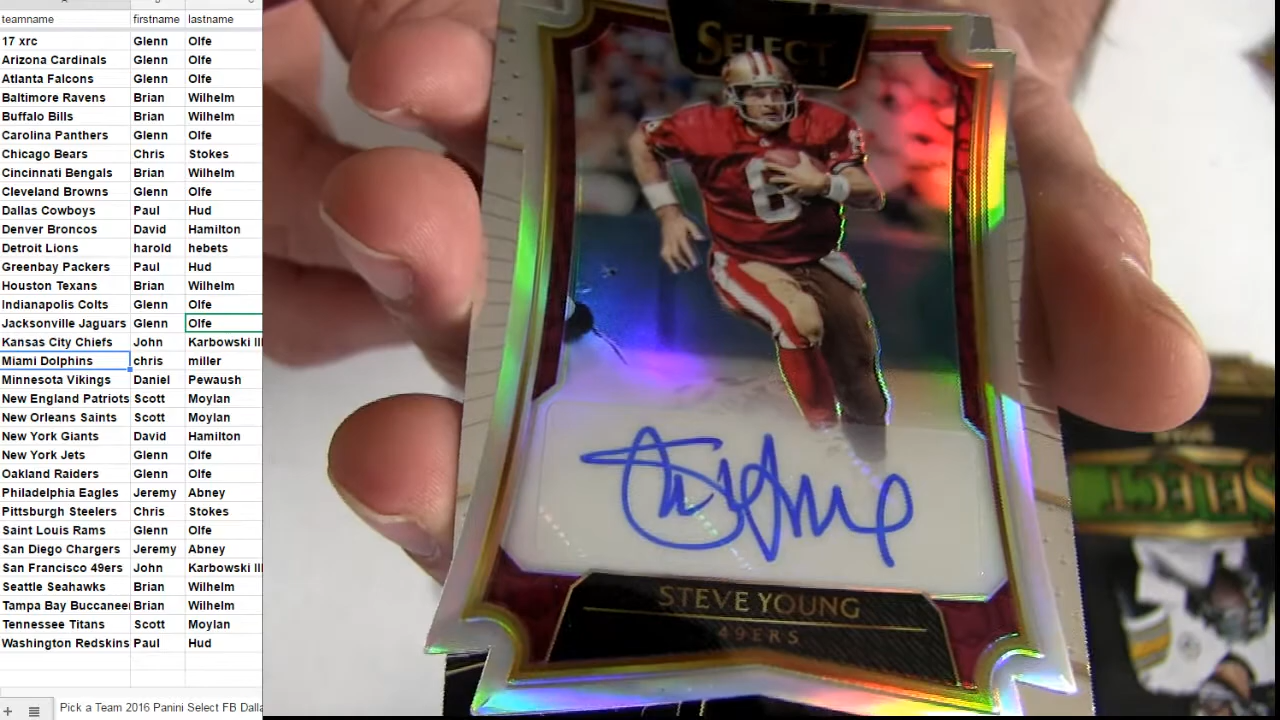 teamname firstname lastname
17 xrc Glenn Olfe
Arizona Cardinals Glenn Olfe
Atlanta Falcons Glenn Olfe
Baltimore Ravens Brian Wilhelm
Buffalo Bills Brian Wilhelm
Carolina Panthers Glenn Olfe
Chicago Bears Chris Stokes
Cincinnati Bengals Brian Wilhelm
Cleveland Browns Glenn Olfe
Dallas Cowboys Paul Hud
Denver Broncos David Hamilton
Detroit Lions harold hebets
Greenbay Packers Paul Hud
Houston Texans Brian Wilhelm
Indianapolis Colts Glenn Olfe
Jacksonville Jaguars Glenn Olfe
Kansas City Chiefs John Karbowski III
Miami Dolphins chris miller
Minnesota Vikings Daniel Pewaush
New England Patriots Scott Moylan
New Orleans Saints Scott Moylan
New York Giants David Hamilton
New York Jets Glenn Olfe
Oakland Raiders Glenn Olfe
Philadelphia Eagles Jeremy Abney
Pittsburgh Steelers Chris Stokes
Saint Louis Rams Glenn Olfe
San Diego Chargers Jeremy Abney
San Francisco 49ers John Karbowski III
Seattle Seahawks Brian Wilhelm
Tampa Bay Buccanee Brian Wilhelm
Tennessee Titans Scott Moylan
Washington Redskins Paul Hud
Pick a Team 2016 Panini Select FB Dalla
SELECT
8
STEVE YOUNG
49ERS
SELECT